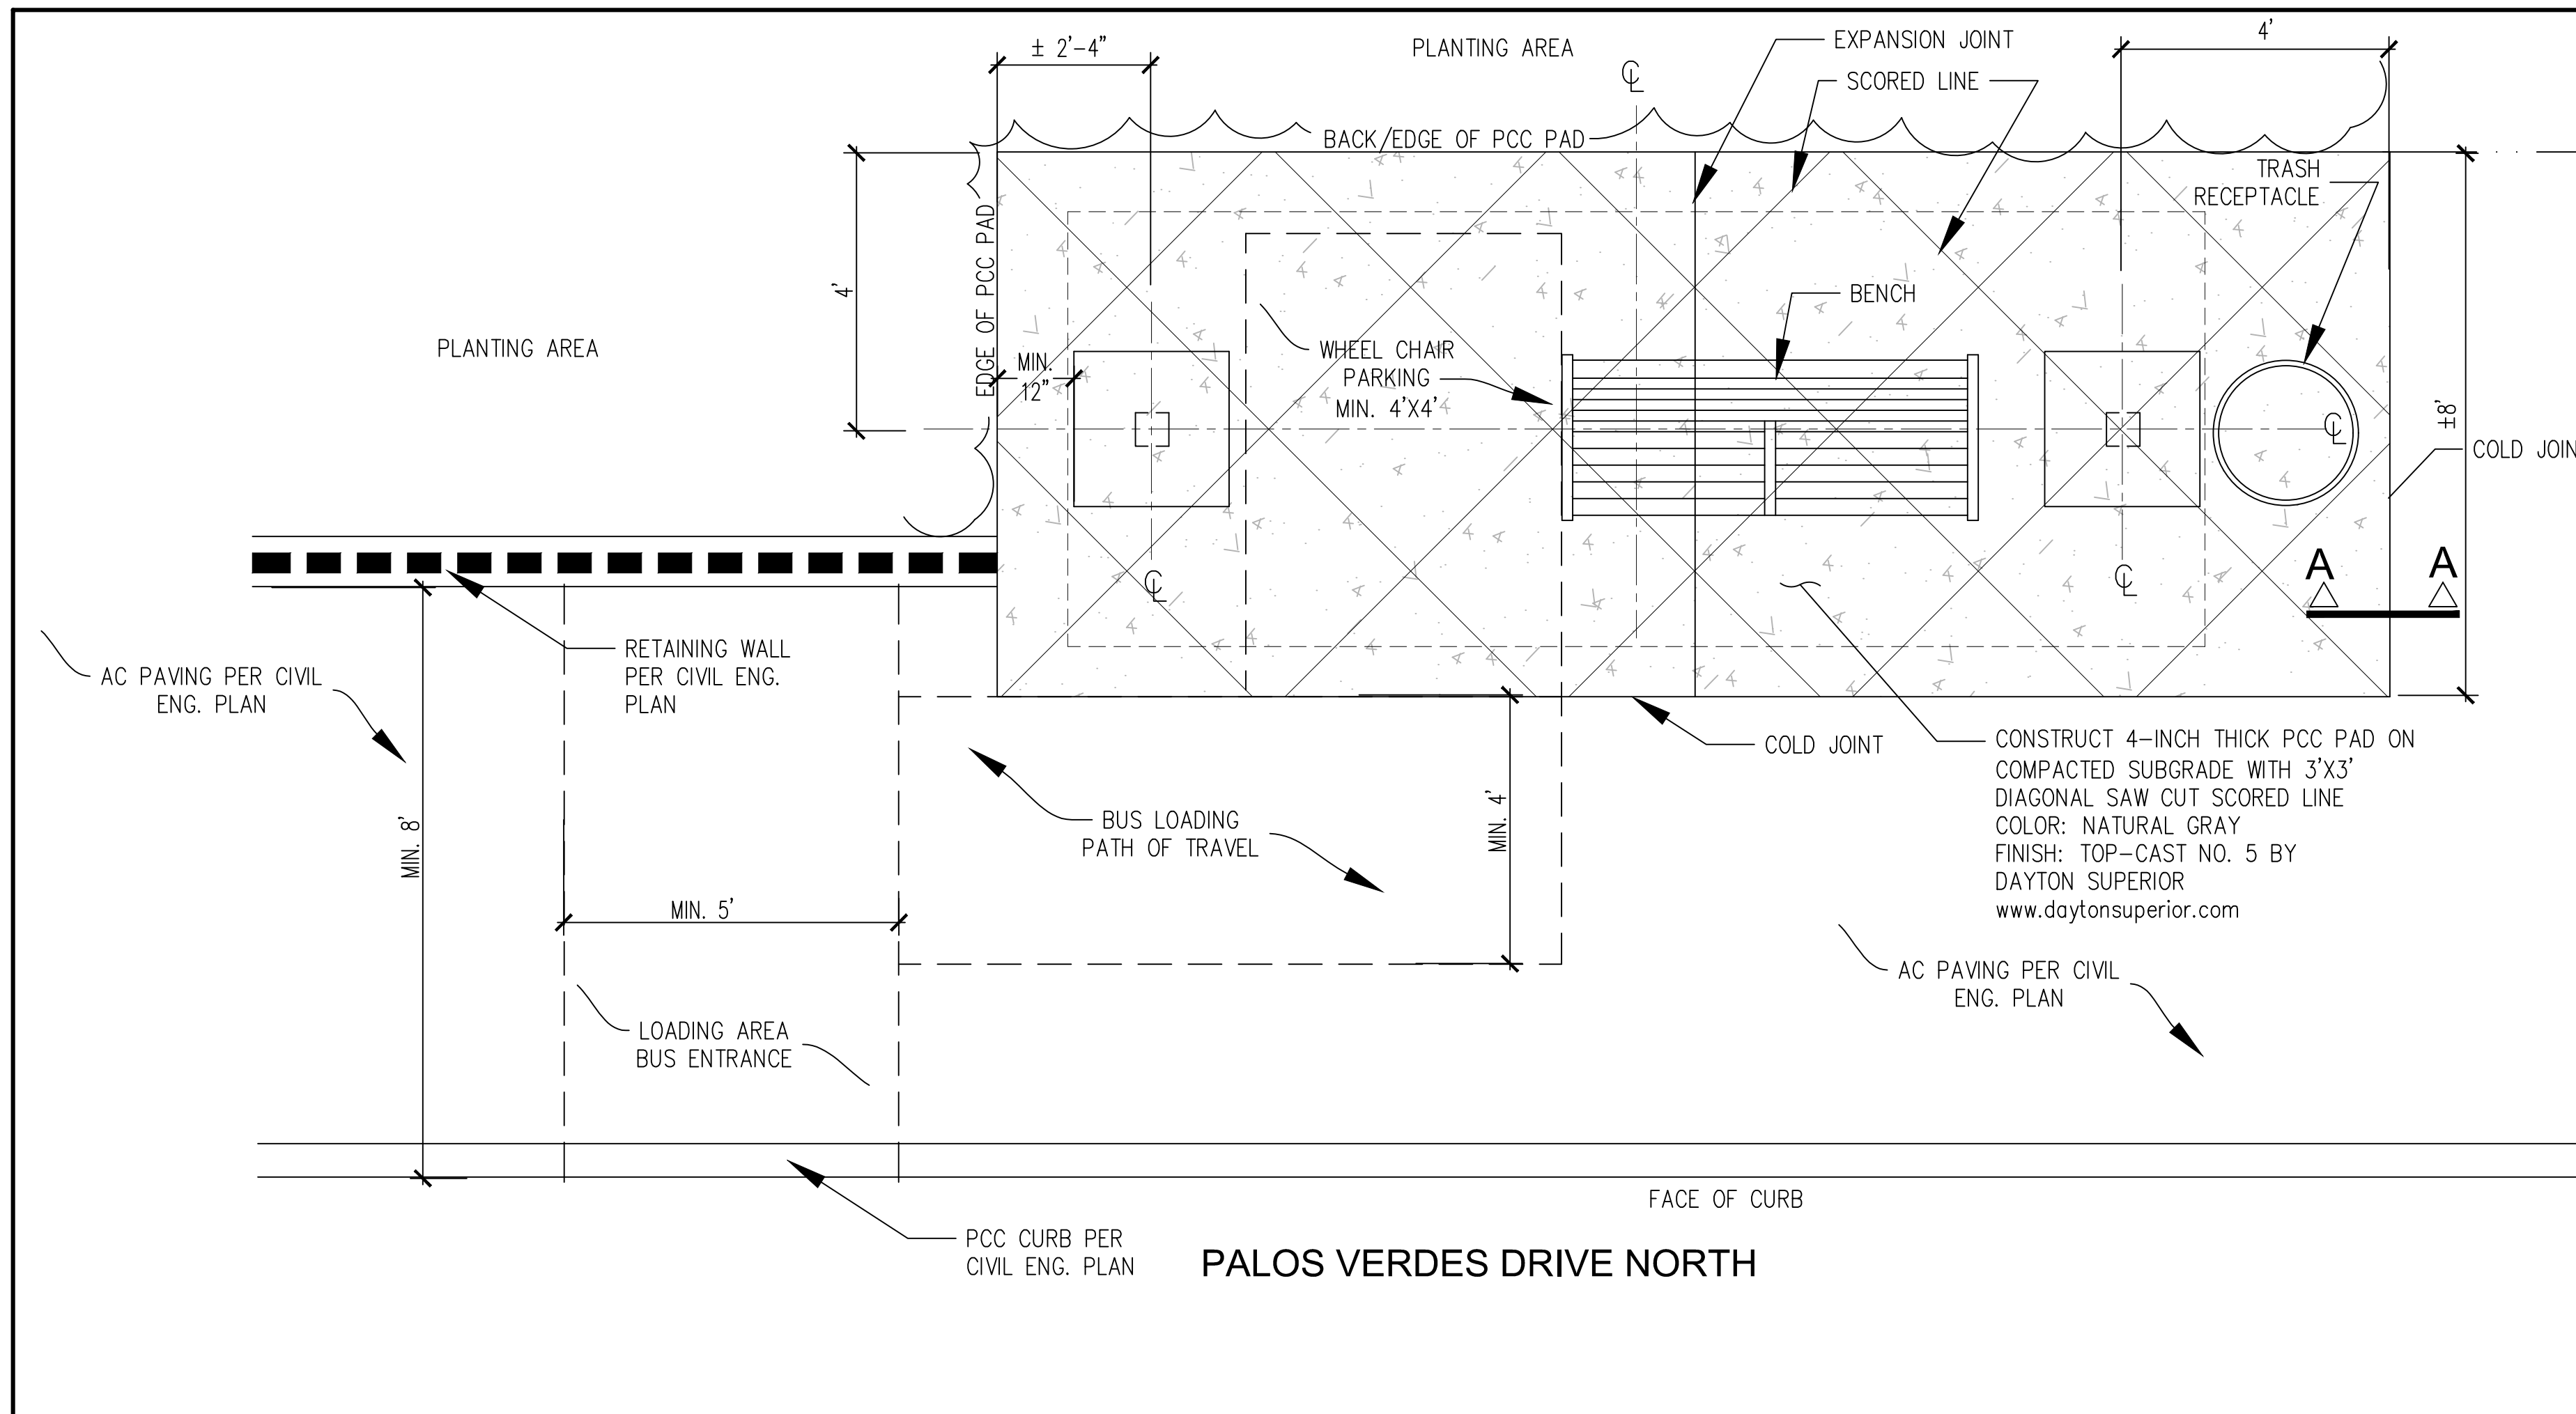 ± 2'-4"
PLANTING AREA
℄
EXPANSION JOINT
SCORED LINE
4'
BACK/EDGE OF PCC PAD
TRASH
RECEPTACLE
4'
EDGE OF PCC PAD
PLANTING AREA
MIN.
12"
WHEEL CHAIR
PARKING
MIN. 4'X4'
BENCH
℄
±8'
COLD JOIN
℄
℄
A A
RETAINING WALL
PER CIVIL ENG.
PLAN
AC PAVING PER CIVIL
ENG. PLAN
MIN. 8'
MIN. 5'
BUS LOADING
PATH OF TRAVEL
MIN. 4'
COLD JOINT
CONSTRUCT 4-INCH THICK PCC PAD ON
COMPACTED SUBGRADE WITH 3'X3'
DIAGONAL SAW CUT SCORED LINE
COLOR: NATURAL GRAY
FINISH: TOP-CAST NO. 5 BY
DAYTON SUPERIOR
www.daytonsuperior.com
AC PAVING PER CIVIL
ENG. PLAN
LOADING AREA
BUS ENTRANCE
FACE OF CURB
PCC CURB PER
CIVIL ENG. PLAN
PALOS VERDES DRIVE NORTH